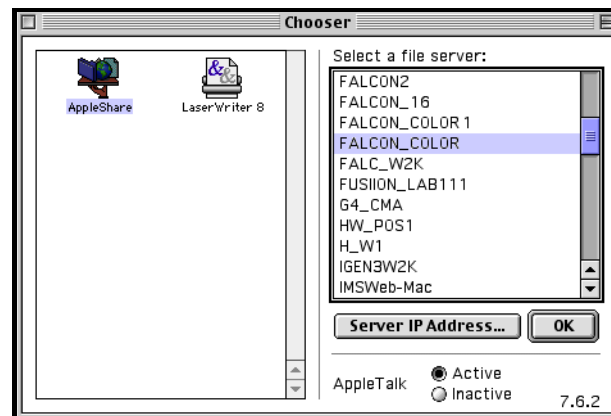 Chooser
AppleShare
LaserWriter 8
Select a file server:
FALCON2
FALCON_16
FALCON_COLOR 1
FALCON_COLOR
FALC_W2K
FUSIION_LAB111
G4_CMA
HW_POS1
H_W1
IGEN3W2K
IMSWeb-Mac
Server IP Address...
OK
AppleTalk
Active
Inactive
7.6.2